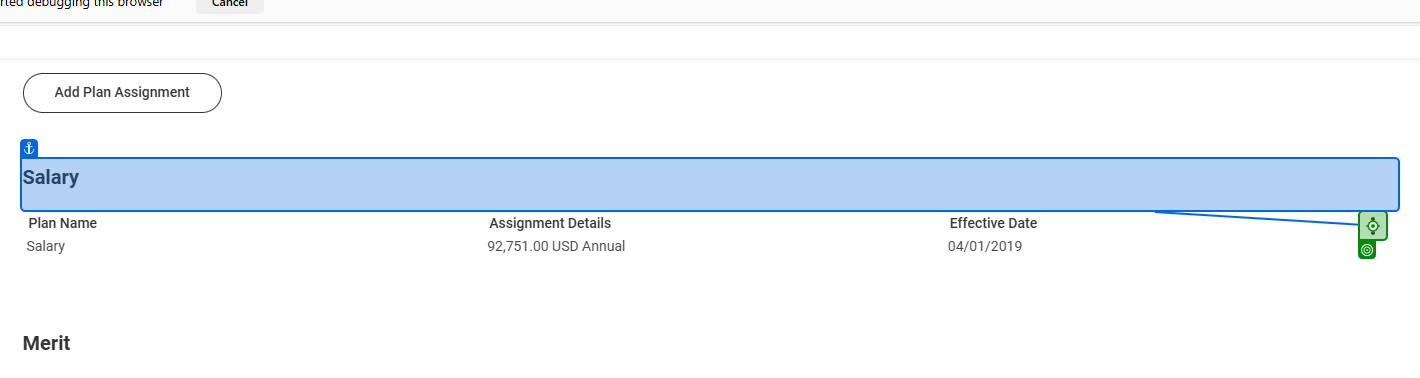 rted debugging this browser Cancel
Add Plan Assignment
Salary
Plan Name Assignment Details Effective Date
Salary 92,751.00 USD Annual 04/01/2019
Merit